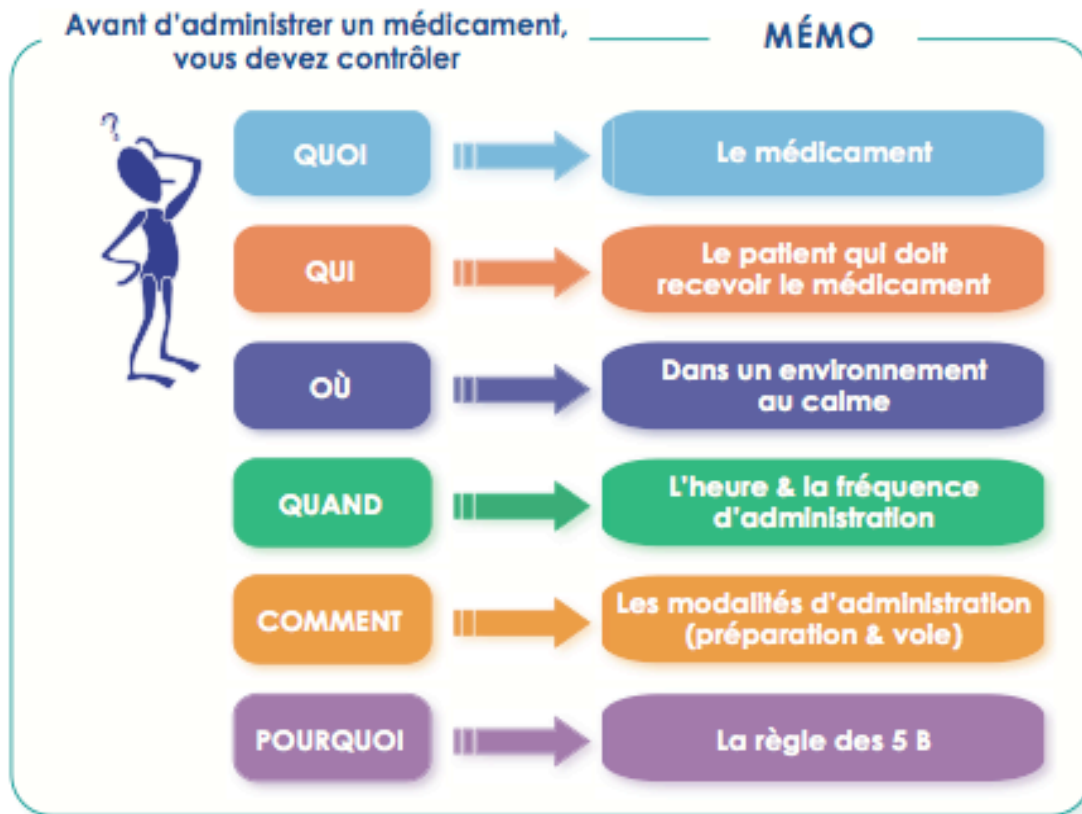 Avant d'administrer un médicament,
vous devez contrôler
MÉMO
?
QUOI
Le médicament
QUI
Le patient qui doit
recevoir le médicament
OÙ
Dans un environnement
au calme
QUAND
L'heure & la fréquence
d'administration
COMMENT
Les modalités d'administration
(préparation & voie)
POURQUOI
La règle des 5 B